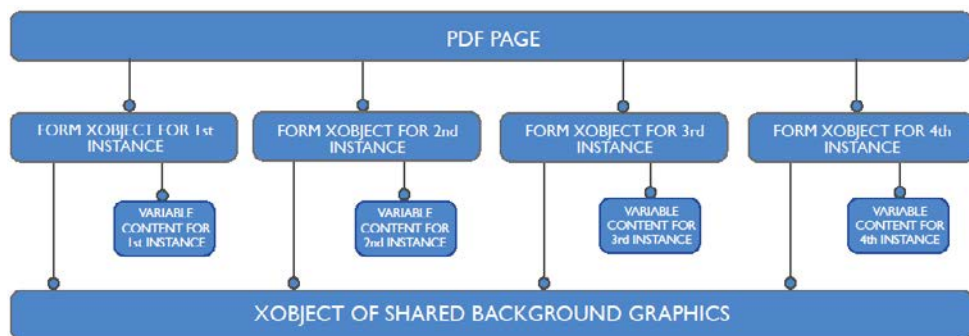 PDF PAGE
FORM XOBJECT FOR 1st
INSTANCE
FORM XOBJECT FOR 2nd
INSTANCE
FORM XOBJECT FOR 3rd
INSTANCE
FORM XOBJECT FOR 4th
INSTANCE
VARIABLE
CONTENT FOR
1st INSTANCE
VARIABLE
CONTENT FOR
2nd INSTANCE
VARIABLE
CONTENT FOR
3rd INSTANCE
VARIABLE
CONTENT FOR
4th INSTANCE
XOBJECT OF SHARED BACKGROUND GRAPHICS